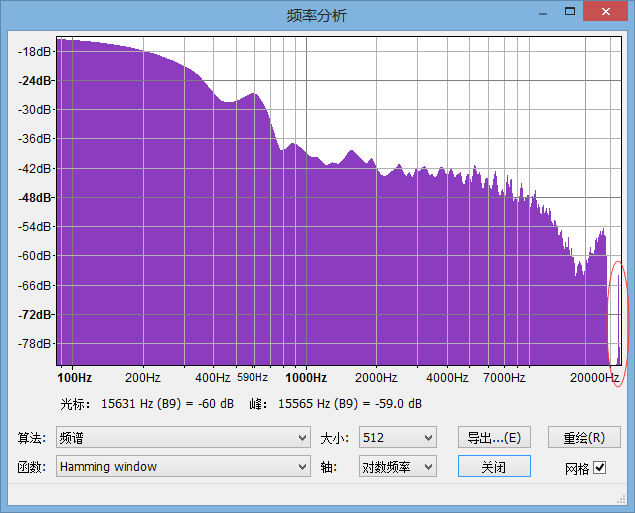 频率分析
-18dB
-24dB
-30dB
-36dB
-42dB
-48dB
-54dB
-60dB
-66dB
-72dB
-78dB
100Hz 200Hz 400Hz 590Hz 1000Hz 2000Hz 4000Hz 7000Hz 20000Hz
光标: 15631 Hz (B9) = -60 dB 峰: 15565 Hz (B9) = -59.0 dB
算法: 频谱 大小: 512 导出...(E) 重绘(R)
函数: Hamming window 轴: 对数频率 关闭 网格